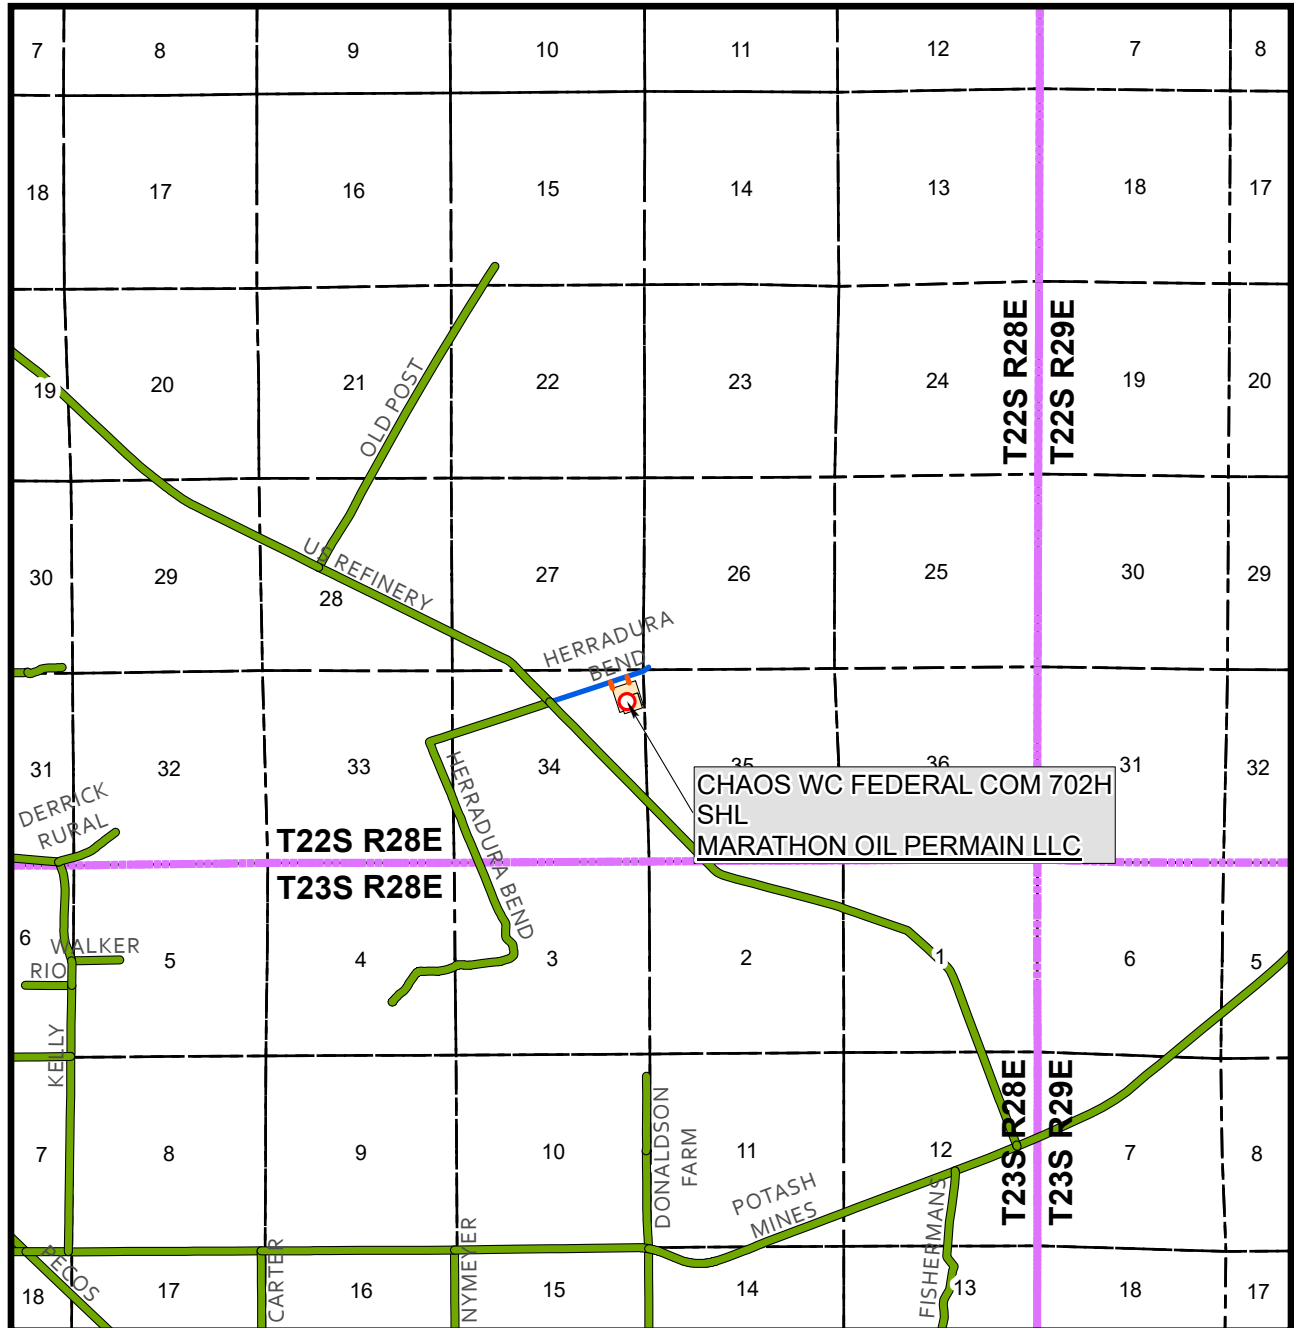 7 8 9 10 11 12 7 8
18 17 16 15 14 13 18 17
T22S R28E
T22S R29E
19 20 21 22 23 24 19 20
OLD POST
US REFINERY
30 29 28 27 26 25 30 29
HERRADURA
BEND
31 32 33 34 35 36 31 32
CHAOS WC FEDERAL COM 702H
SHL
MARATHON OIL PERMAIN LLC
DERRICK
RURAL
HERRADURA BEND
T22S R28E
T23S R28E
6 5 4 3 2 1 6 5
WALKER
RIO
KELLY
T23S R28E
T23S R29E
7 8 9 10 11 12 7 8
DONALDSON
FARM
POTASH
MINES
FISHERMANS
PECOS
CARTER
NYMEYER
18 17 16 15 14 13 18 17